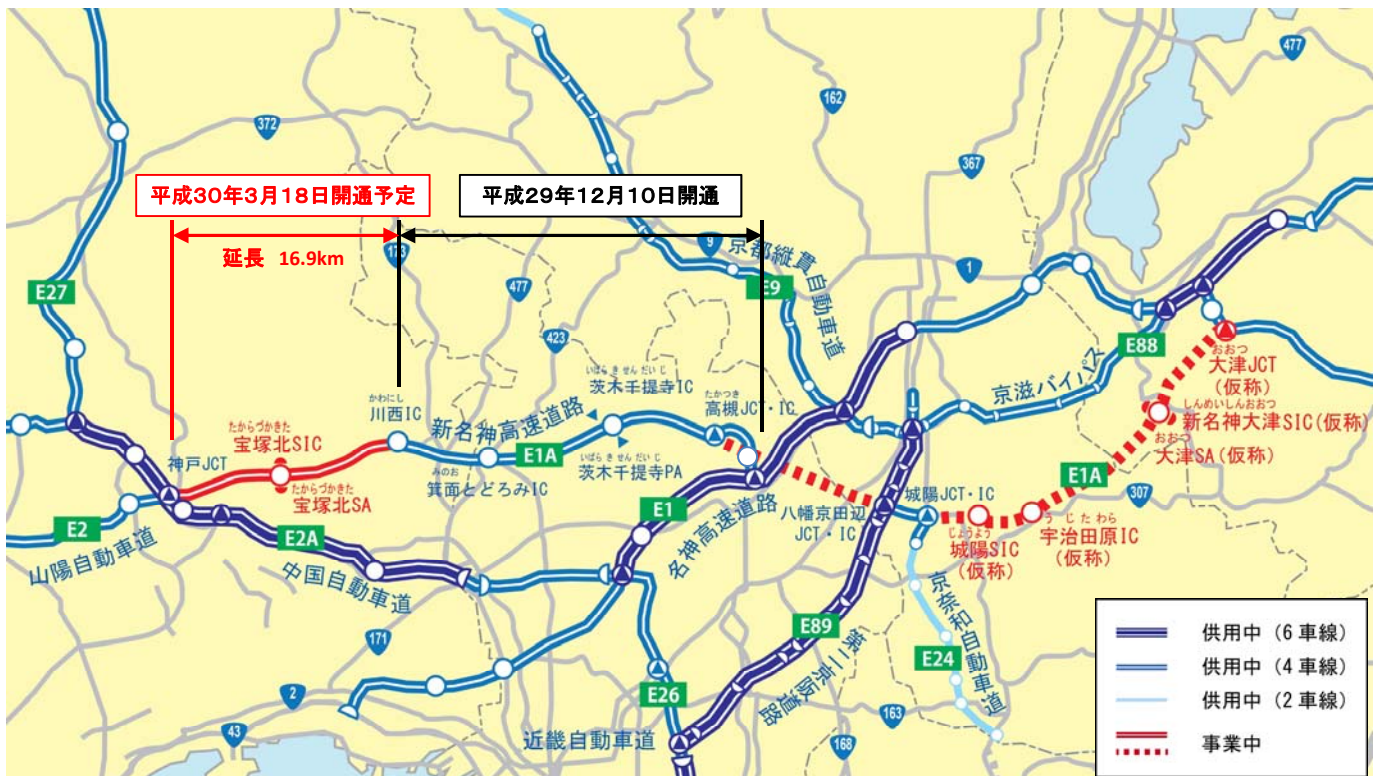 477
162
372
367
平成30年3月18日開通予定
平成29年12月10日開通
延長 16.9km
173
9
京都縦貫自動車道
1
E27
477
E9
423
E88
京滋バイパス
おおつ
大津JCT
(仮称)
いばらきせんだいじ
茨木千提寺IC
かわにし
川西IC
新名神高速道路
たかつき
高槻JCT・IC
しんめいしんおおつ
新名神大津SIC(仮称)
おおつ
大津SA(仮称)
たからづかきた
宝塚北SIC
神戸JCT
E1A
いばらきせんだいじ
茨木千提寺PA
みのお
箕面とどろみIC
たからづかきた
宝塚北SA
E1A
307
E1
名神高速道路
八幡京田辺
JCT・IC
城陽JCT・IC
じょうよう
城陽SIC
(仮称)
うじたわら
宇治田原IC
(仮称)
E2
山陽自動車道
E2A
中国自動車道
171
E89
第二京阪道路
京奈和自動車道
E24
2
E26
163
43
近畿自動車道
168
供用中(6車線)
供用中(4車線)
供用中(2車線)
事業中